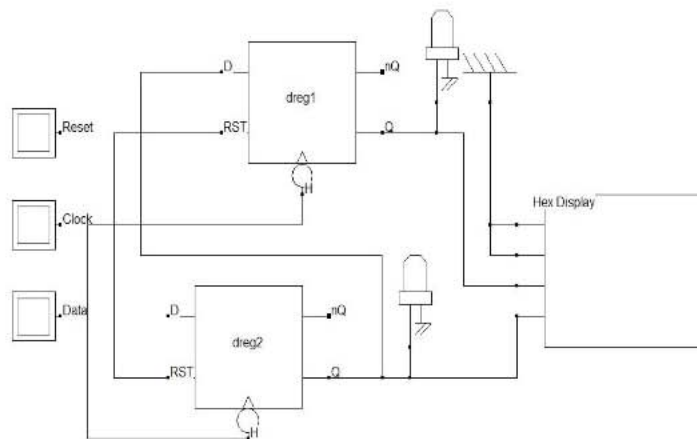 D
nQ
dreg1
Reset
RST
Q
H
Clock
Hex Display
Data
D
nQ
dreg2
RST
Q
H